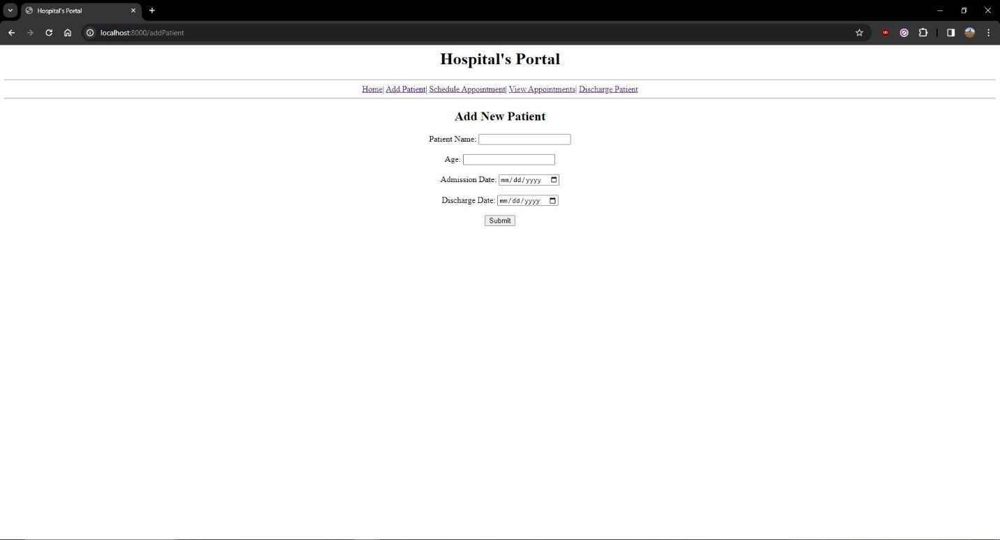 Hospital's Portal
localhost:8000/addPatient
Hospital's Portal
Home| Add Patient| Schedule Appointment| View Appointments| Discharge Patient
Add New Patient
Patient Name:
Age:
Admission Date: mm/dd/yyyy
Discharge Date: mm/dd/yyyy
Submit